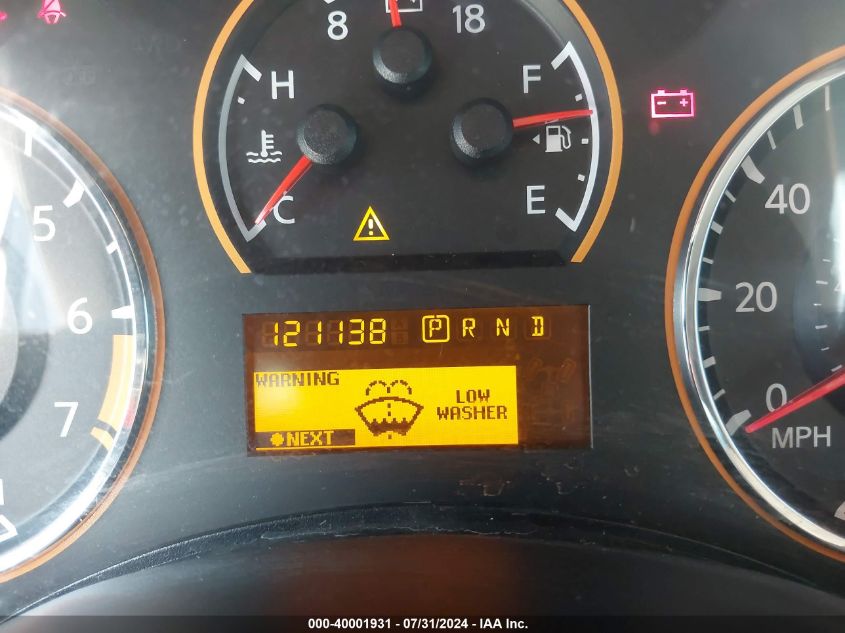 8 18
H F
C E
5
6
7
40
20
0
MPH
121138 P R N D
WARNING
LOW
WASHER
NEXT
000-40001931 / 07/31/2024 - IAA Inc.